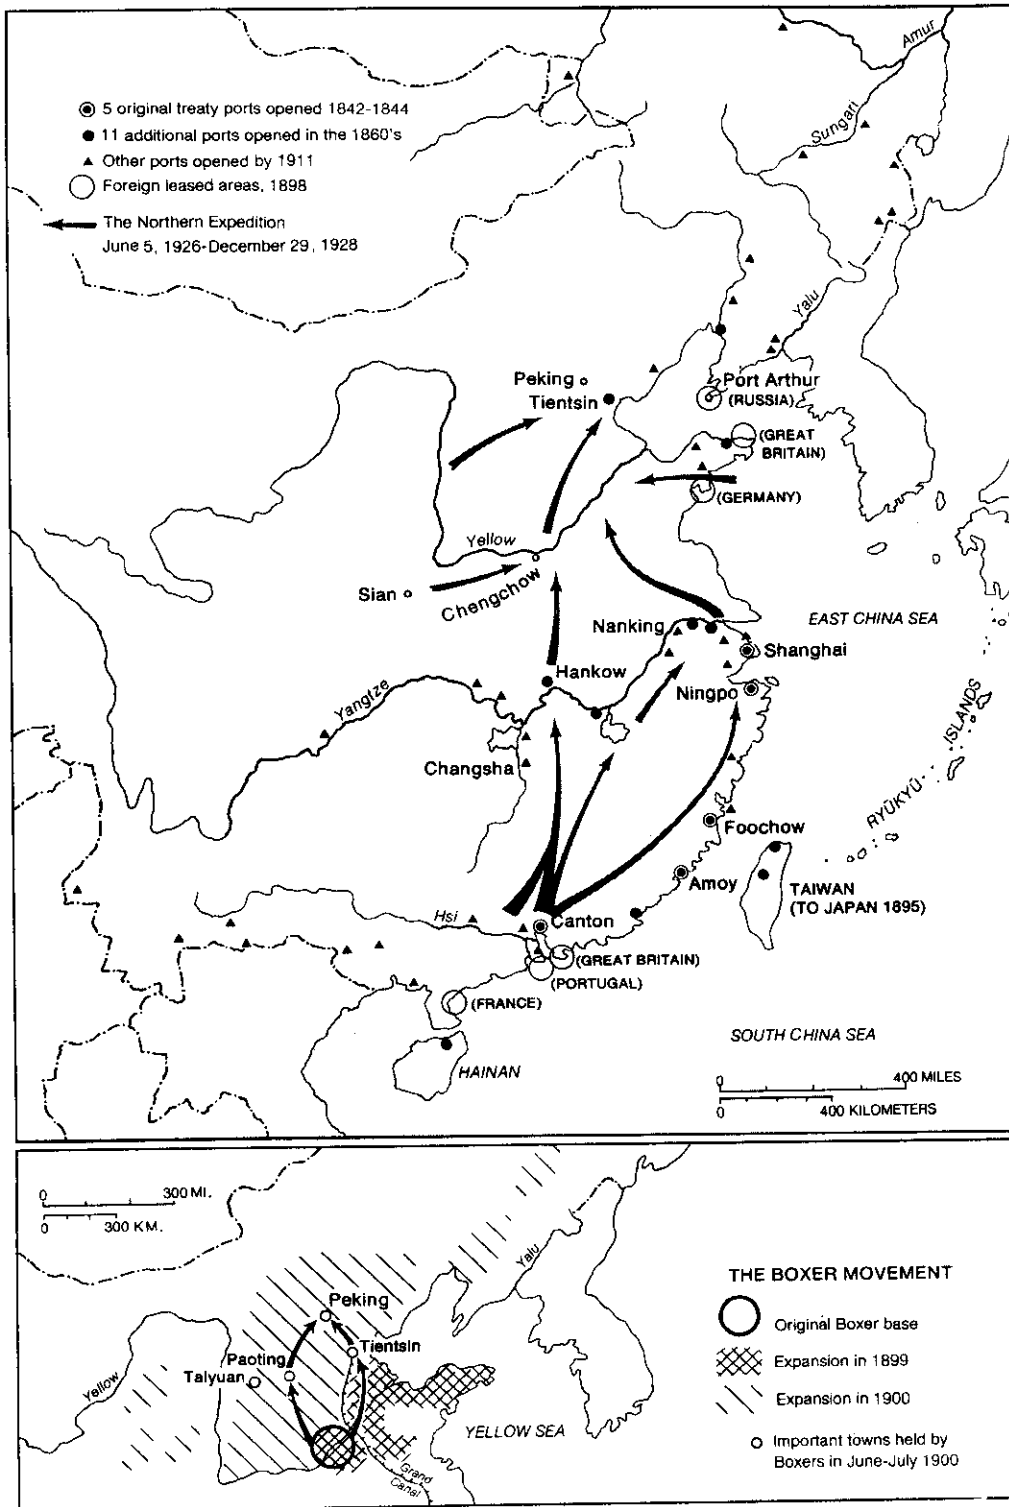 5 original treaty ports opened 1842-1844
11 additional ports opened in the 1860's
Other ports opened by 1911
Foreign leased areas, 1898
The Northern Expedition
June 5, 1926-December 29, 1928
Amur
Sungari
Yalu
Peking
Tientsin
Port Arthur
(RUSSIA)
(GREAT
BRITAIN)
(GERMANY)
Yellow
Chengchow
Sian
EAST CHINA SEA
Nanking
Shanghai
Hankow
Ningpo
Yangtze
Changsha
RYŪKYŪ ISLANDS
Foochow
Amoy
TAIWAN
(TO JAPAN 1895)
Hsi
Canton
(GREAT BRITAIN)
(PORTUGAL)
(FRANCE)
HAINAN
SOUTH CHINA SEA
0 400 MILES
0 400 KILOMETERS
0 300 MI.
0 300 KM.
Yalu
THE BOXER MOVEMENT
Peking
Original Boxer base
Tientsin
Paoting
Taiyuan
Expansion in 1899
Yellow
Expansion in 1900
YELLOW SEA
Important towns held by
Boxers in June-July 1900
Grand
Canal